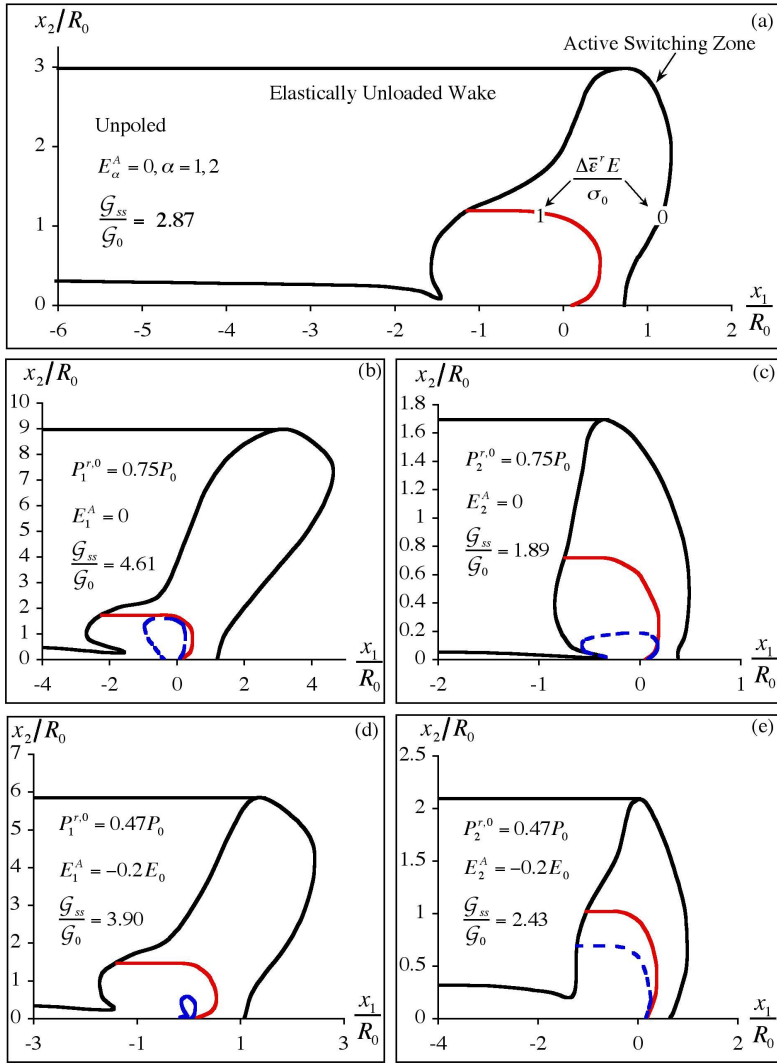 x₂/R₀
(a)
Active Switching Zone
Elastically Unloaded Wake
Unpoled
E_α^A = 0, α = 1, 2
𝒢_ss/𝒢₀ = 2.87
Δε̄^r E/σ₀
1
0
3
2
1
0
-6 -5 -4 -3 -2 -1 0 1 2
x₁/R₀
x₂/R₀
(b)
10
9
8
7
6
5
4
3
2
1
0
P₁^{r,0} = 0.75P₀
E₁^A = 0
𝒢_ss/𝒢₀ = 4.61
-4 -2 0 2 4
x₁/R₀
x₂/R₀
(c)
1.8
1.6
1.4
1.2
1
0.8
0.6
0.4
0.2
0
P₂^{r,0} = 0.75P₀
E₂^A = 0
𝒢_ss/𝒢₀ = 1.89
-2 -1 0 1
x₁/R₀
x₂/R₀
(d)
7
6
5
4
3
2
1
0
P₁^{r,0} = 0.47P₀
E₁^A = −0.2E₀
𝒢_ss/𝒢₀ = 3.90
-3 -1 1 3
x₁/R₀
x₂/R₀
(e)
2.5
2
1.5
1
0.5
0
P₂^{r,0} = 0.47P₀
E₂^A = −0.2E₀
𝒢_ss/𝒢₀ = 2.43
-4 -2 0 2
x₁/R₀